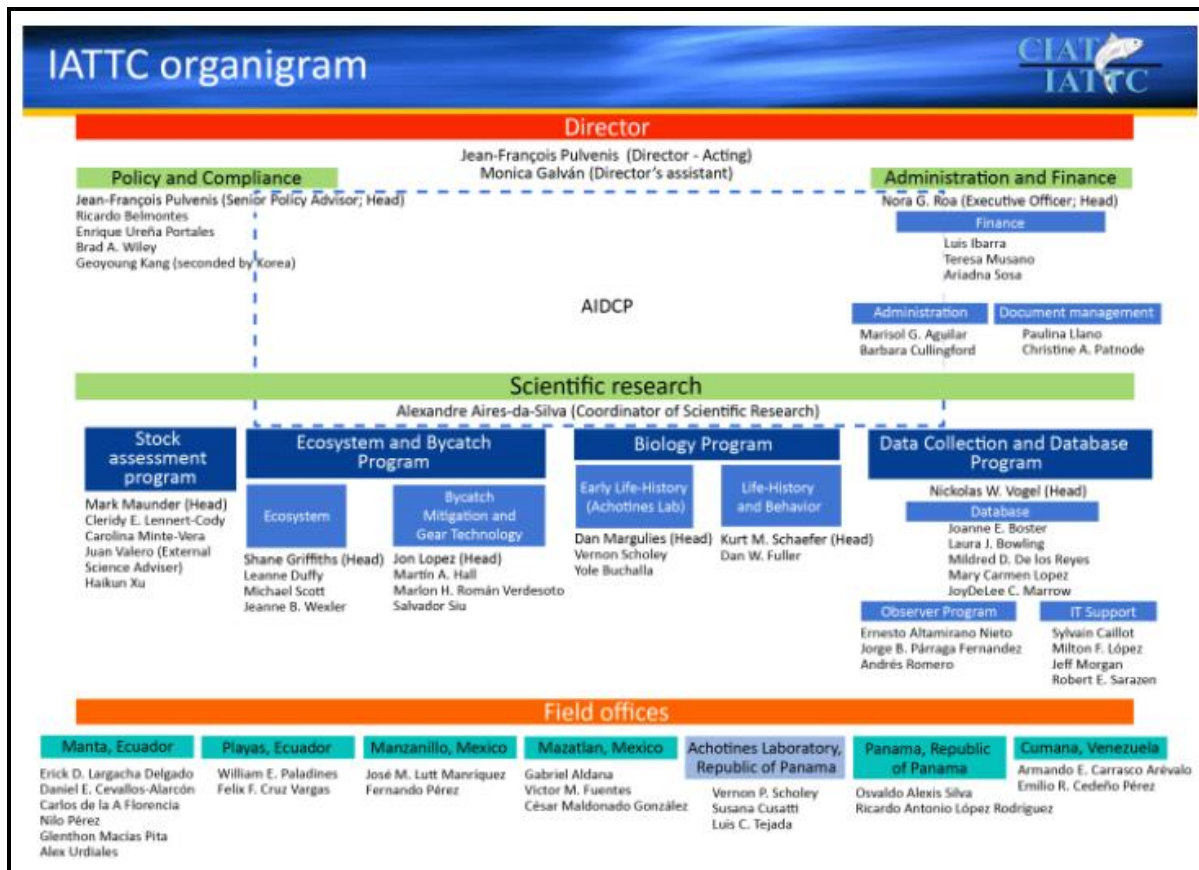 IATTC organigram
CIAT
IATTC
Director
Jean-François Pulvenis (Director - Acting)
Monica Galván (Director's assistant)
Policy and Compliance
Jean-François Pulvenis (Senior Policy Advisor; Head)
Ricardo Belmontes
Enrique Ureña Portales
Brad A. Wiley
Geoyoung Kang (seconded by Korea)
Administration and Finance
Nora G. Roa (Executive Officer; Head)
Finance
Luis Ibarra
Teresa Musano
Ariadna Sosa
AIDCP
Administration
Marisol G. Aguilar
Barbara Cullingford
Document management
Paulina Llano
Christine A. Patnode
Scientific research
Alexandre Aires-da-Silva (Coordinator of Scientific Research)
Stock
assessment
program
Mark Maunder (Head)
Cleridy E. Lennert-Cody
Carolina Minte-Vera
Juan Valero (External
Science Adviser)
Haikun Xu
Ecosystem and Bycatch
Program
Ecosystem
Shane Griffiths (Head)
Leanne Duffy
Michael Scott
Jeanne B. Wexler
Bycatch
Mitigation and
Gear Technology
Jon Lopez (Head)
Martín A. Hall
Marlon H. Román Verdesoto
Salvador Siu
Biology Program
Early Life-History
(Achotines Lab)
Dan Margulies (Head)
Vernon Scholey
Yole Buchalla
Life-History
and Behavior
Kurt M. Schaefer (Head)
Dan W. Fuller
Data Collection and Database
Program
Nickolas W. Vogel (Head)
Database
Joanne E. Boster
Laura J. Bowling
Mildred D. De los Reyes
Mary Carmen Lopez
JoyDeLee C. Marrow
Observer Program
Ernesto Altamirano Nieto
Jorge B. Párraga Fernandez
Andrés Romero
IT Support
Sylvain Caillot
Milton F. López
Jeff Morgan
Robert E. Sarazen
Field offices
Manta, Ecuador
Erick D. Largacha Delgado
Daniel E. Cevallos-Alarcón
Carlos de la A Florencia
Nilo Pérez
Glenthon Macías Pita
Alex Urdiales
Playas, Ecuador
William E. Paladines
Felix F. Cruz Vargas
Manzanillo, Mexico
José M. Lutt Manríquez
Fernando Pérez
Mazatlan, Mexico
Gabriel Aldana
Victor M. Fuentes
César Maldonado González
Achotines Laboratory,
Republic of Panama
Vernon P. Scholey
Susana Cusatti
Luis C. Tejada
Panama, Republic
of Panama
Osvaldo Alexis Silva
Ricardo Antonio López Rodríguez
Cumana, Venezuela
Armando E. Carrasco Arévalo
Emilio R. Cedeño Pérez